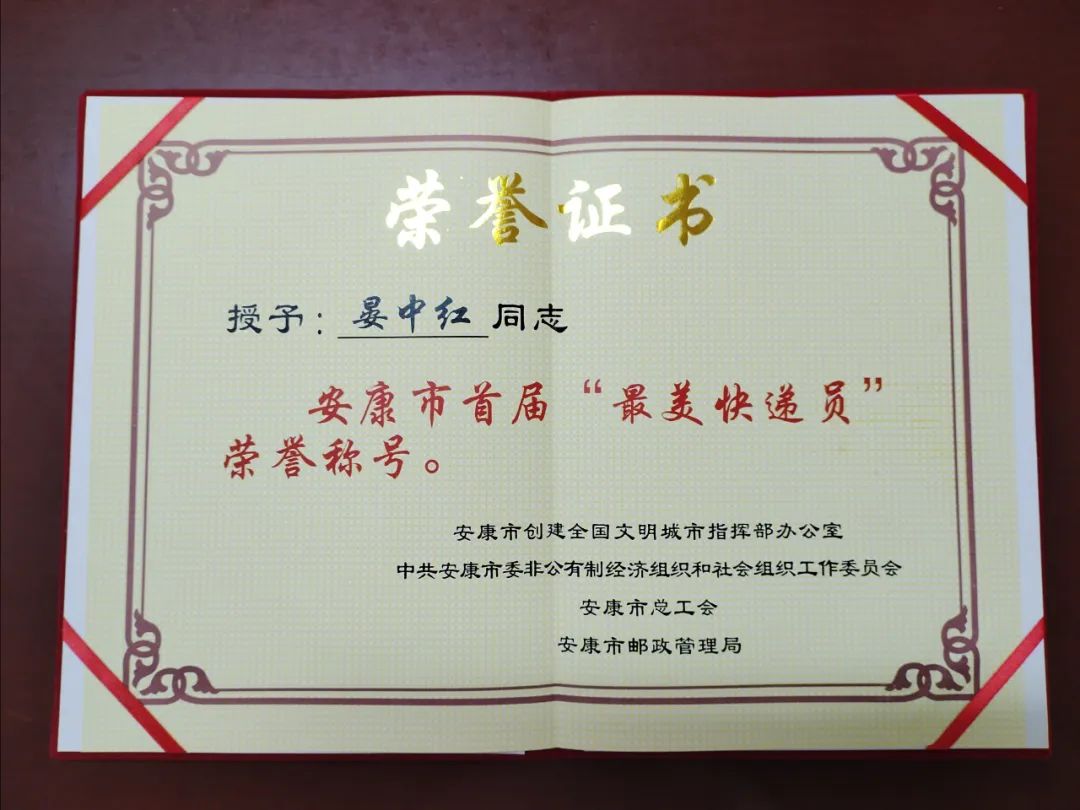 荣誉证书
授予：晏中红同志
安康市首届“最美快递员”
荣誉称号。
安康市创建全国文明城市指挥部办公室
中共安康市委非公有制经济组织和社会组织工作委员会
安康市总工会
安康市邮政管理局